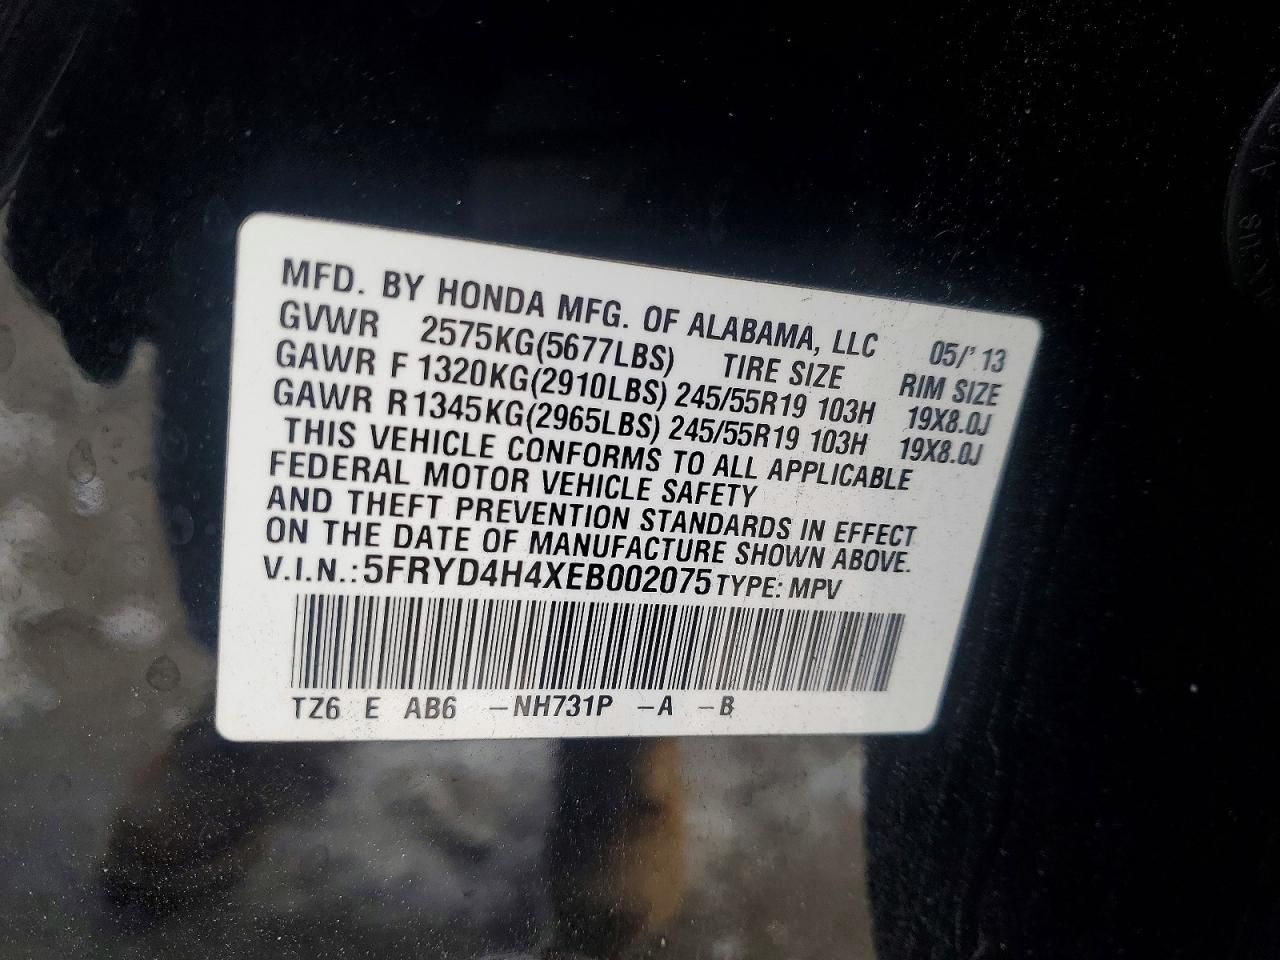 MFD. BY HONDA MFG. OF ALABAMA, LLC 05/'13
GVWR 2575KG(5677LBS) TIRE SIZE RIM SIZE
GAWR F 1320KG(2910LBS) 245/55R19 103H 19X8.0J
GAWR R1345KG(2965LBS) 245/55R19 103H 19X8.0J
THIS VEHICLE CONFORMS TO ALL APPLICABLE
FEDERAL MOTOR VEHICLE SAFETY
AND THEFT PREVENTION STANDARDS IN EFFECT
ON THE DATE OF MANUFACTURE SHOWN ABOVE.
V.I.N.:5FRYD4H4XEB002075 TYPE: MPV
TZ6 E AB6 -NH731P -A -B